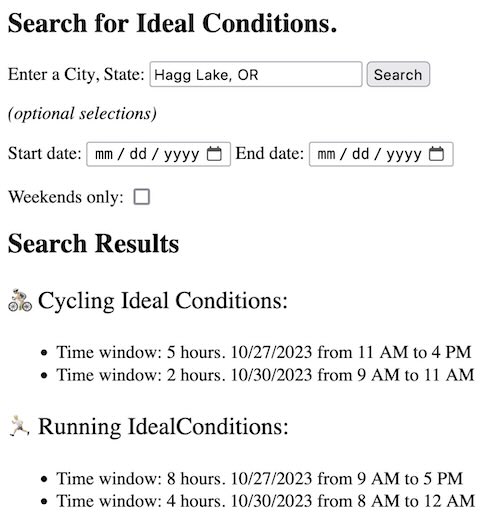 Search for Ideal Conditions.
Enter a City, State: Hagg Lake, OR Search
(optional selections)
Start date: mm / dd / yyyy End date: mm / dd / yyyy
Weekends only:
Search Results
Cycling Ideal Conditions:
• Time window: 5 hours. 10/27/2023 from 11 AM to 4 PM
• Time window: 2 hours. 10/30/2023 from 9 AM to 11 AM
Running IdealConditions:
• Time window: 8 hours. 10/27/2023 from 9 AM to 5 PM
• Time window: 4 hours. 10/30/2023 from 8 AM to 12 AM